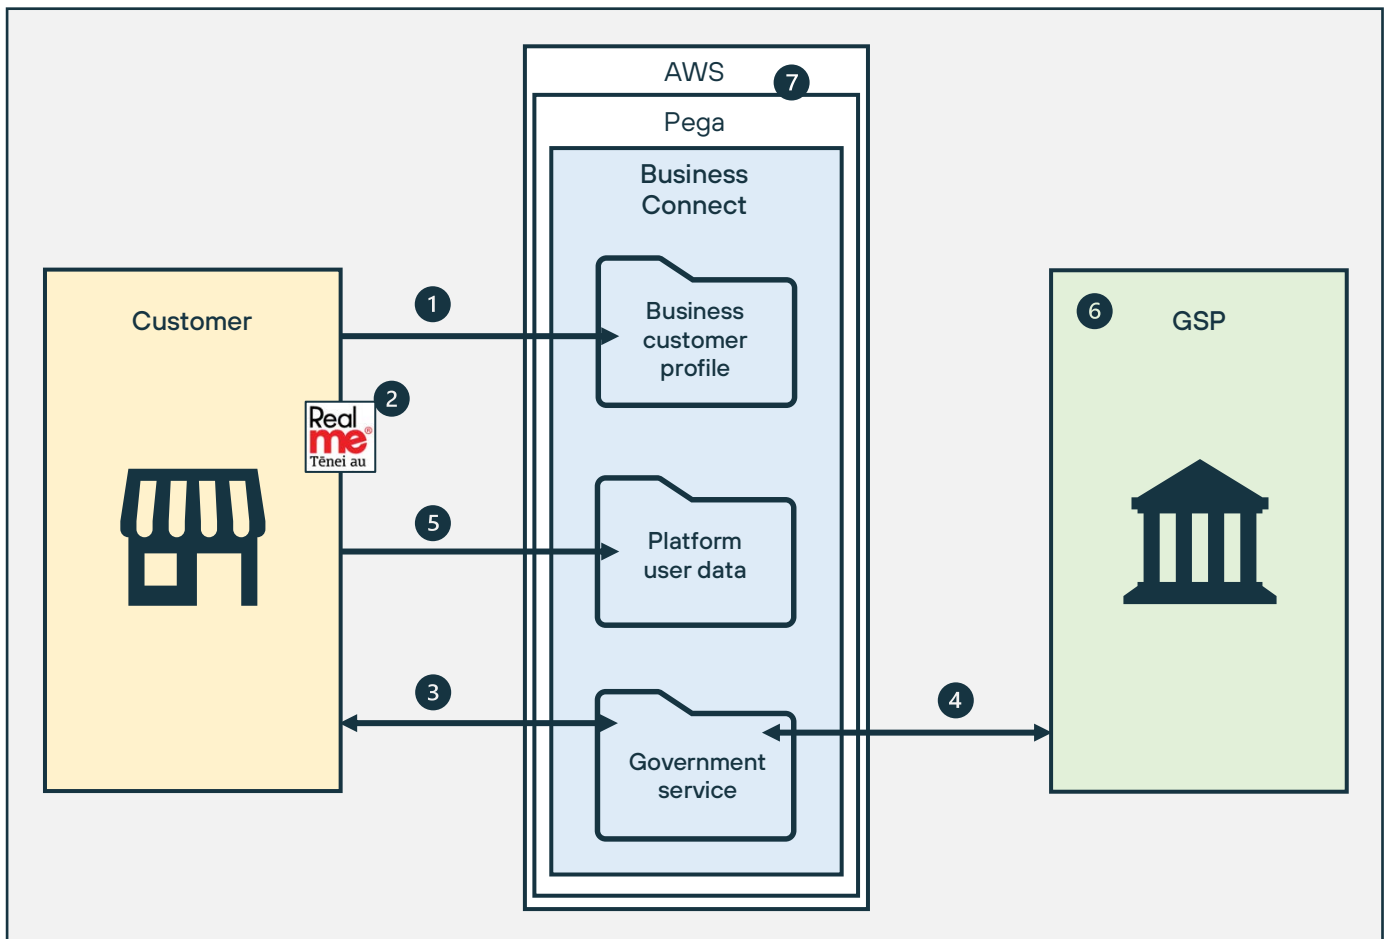 AWS
7
Pega
Business
Connect
Customer
1
Business
customer
profile
6
GSP
2
Real
me®
Tēnei au
5
Platform
user data
3
4
Government
service